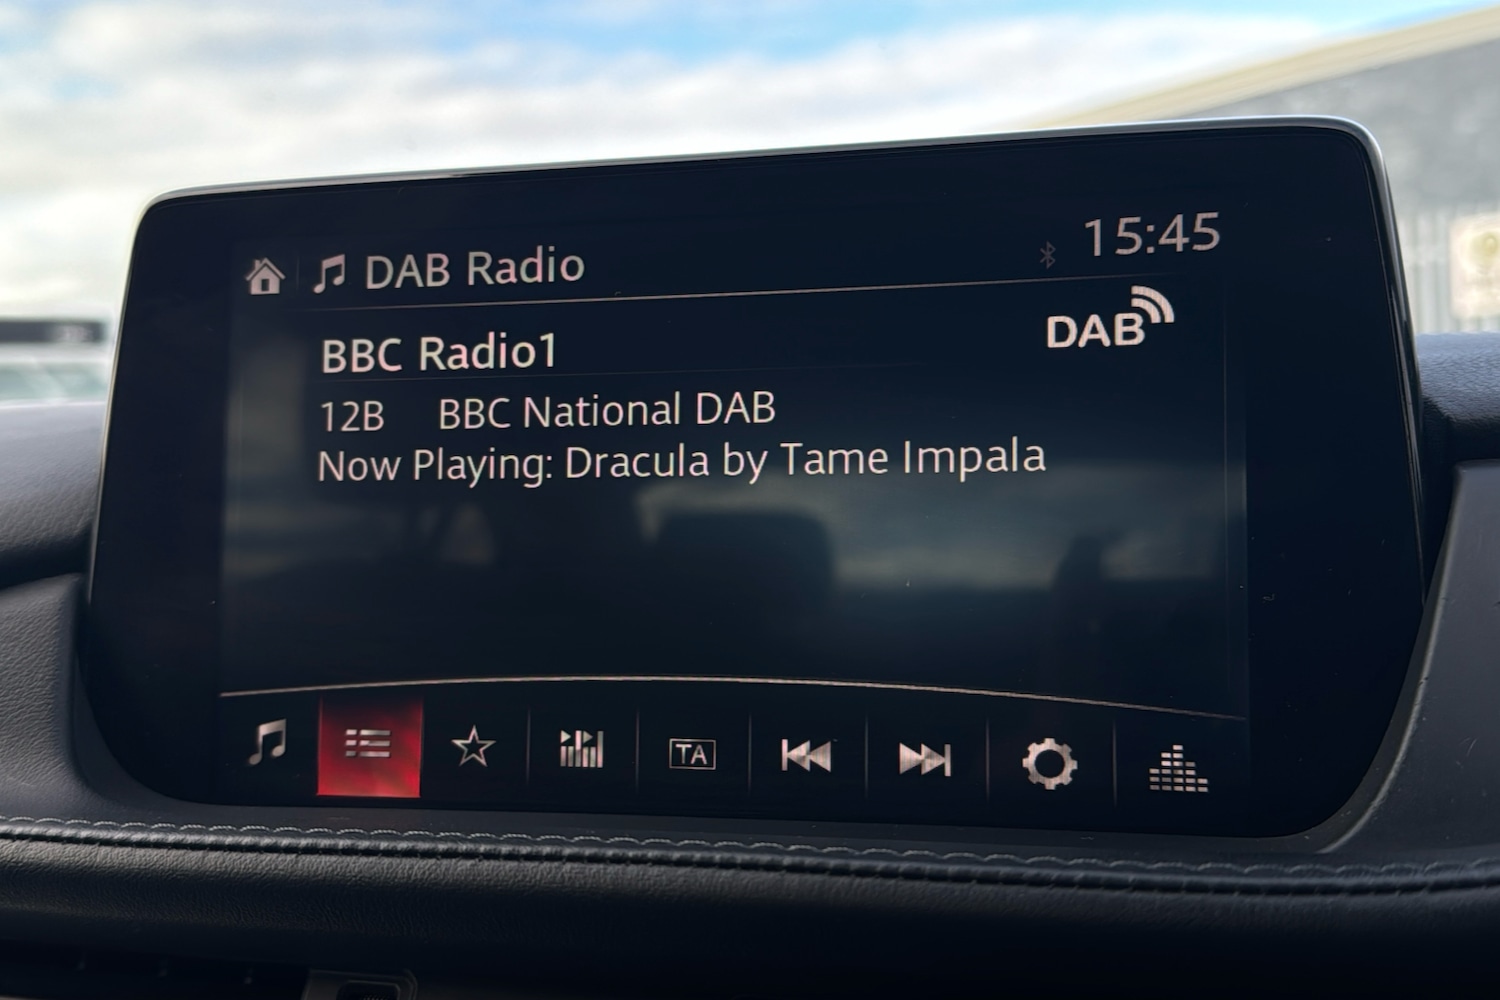 DAB Radio
15:45
BBC Radio1
DAB
12B BBC National DAB
Now Playing: Dracula by Tame Impala
TA